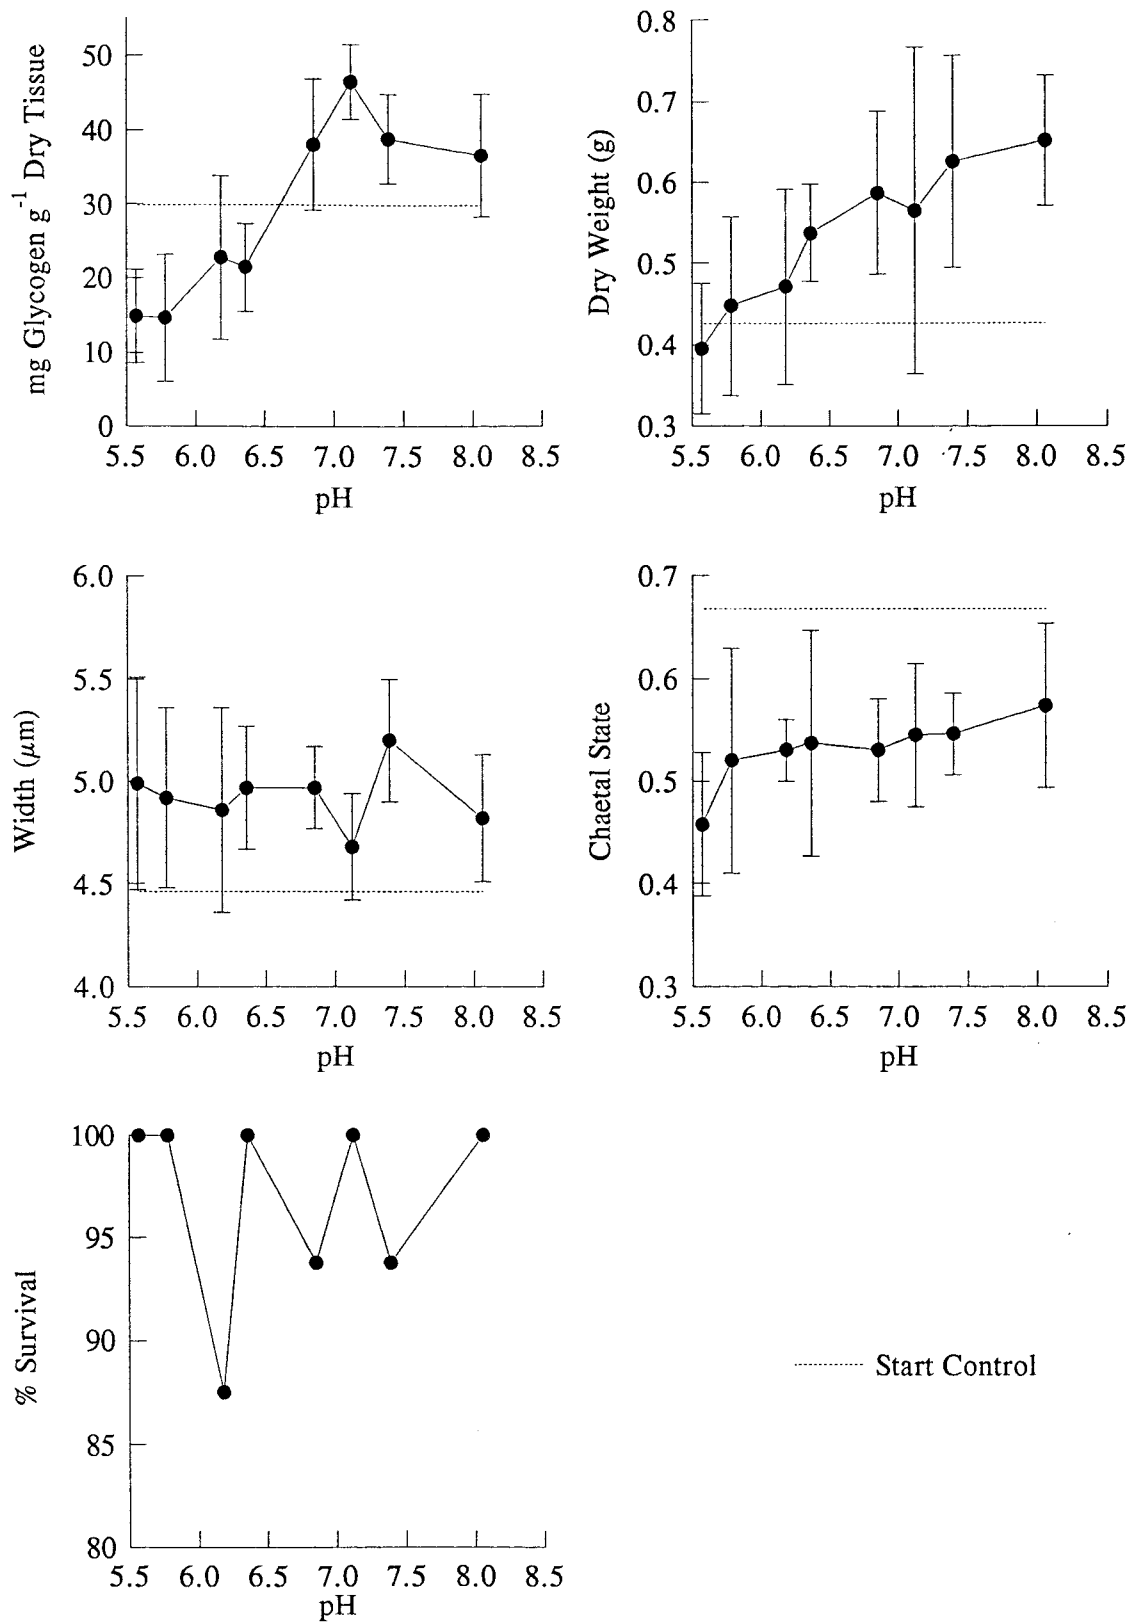 mg Glycogen g⁻¹ Dry Tissue
50
40
30
20
10
0
5.5 6.0 6.5 7.0 7.5 8.0 8.5
pH
Dry Weight (g)
0.8
0.7
0.6
0.5
0.4
0.3
5.5 6.0 6.5 7.0 7.5 8.0 8.5
pH
Width (μm)
6.0
5.5
5.0
4.5
4.0
5.5 6.0 6.5 7.0 7.5 8.0 8.5
pH
Chaetal State
0.7
0.6
0.5
0.4
0.3
5.5 6.0 6.5 7.0 7.5 8.0 8.5
pH
% Survival
100
95
90
85
80
5.5 6.0 6.5 7.0 7.5 8.0 8.5
pH
Start Control